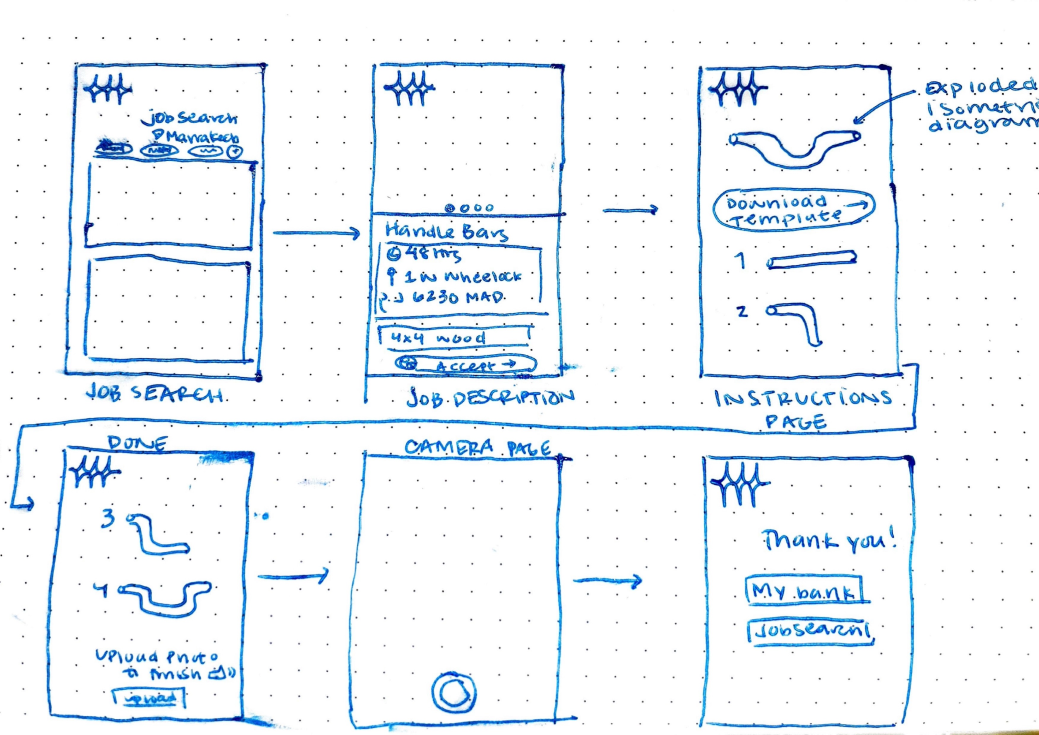 job search
Marrakech
JOB SEARCH
Handle Bars
48 Hrs
1 W Wheelock
6230 MAD
4x4 wood
Accept →
JOB DESCRIPTION
Exploded
Isometri
diagram
Download
Template →
1
2
INSTRUCTIONS
PAGE
DONE
3
4
Upload Photo
to finish
upload
CAMERA PAGE
Thank you!
My bank
Jobsearch